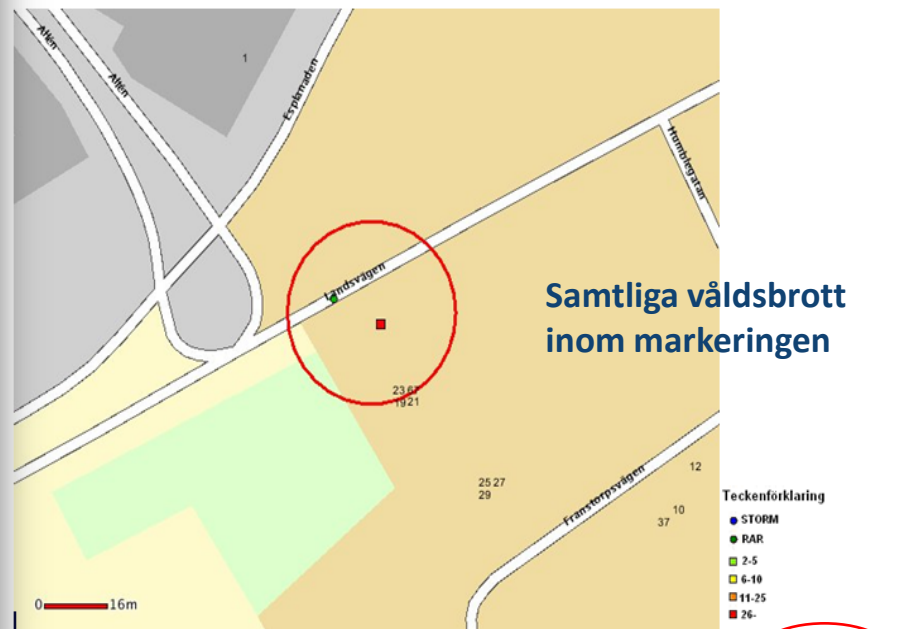 Allén
Allén
1
Esplanaden
Humblegatan
Landsvägen
Samtliga våldsbrott
inom markeringen
23 67
19 21
25 27
29
Franstorpsvägen
12
10
37
Teckenförklaring
STORM
RAR
2-5
6-10
11-25
26-
0 16m